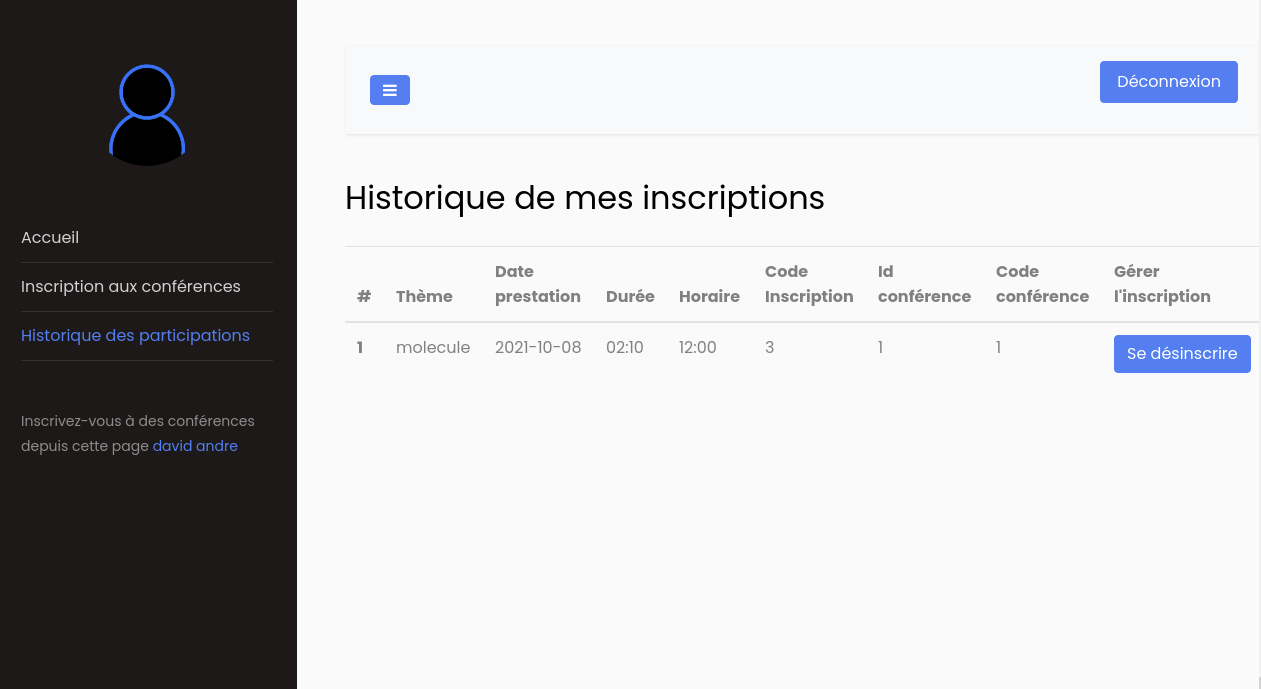 Déconnexion
Historique de mes inscriptions
Accueil
Inscription aux conférences
Historique des participations
Inscrivez-vous à des conférences
depuis cette page david andre
# Thème Date prestation Durée Horaire Code Inscription Id conférence Code conférence Gérer l'inscription
1 molecule 2021-10-08 02:10 12:00 3 1 1 Se désinscrire